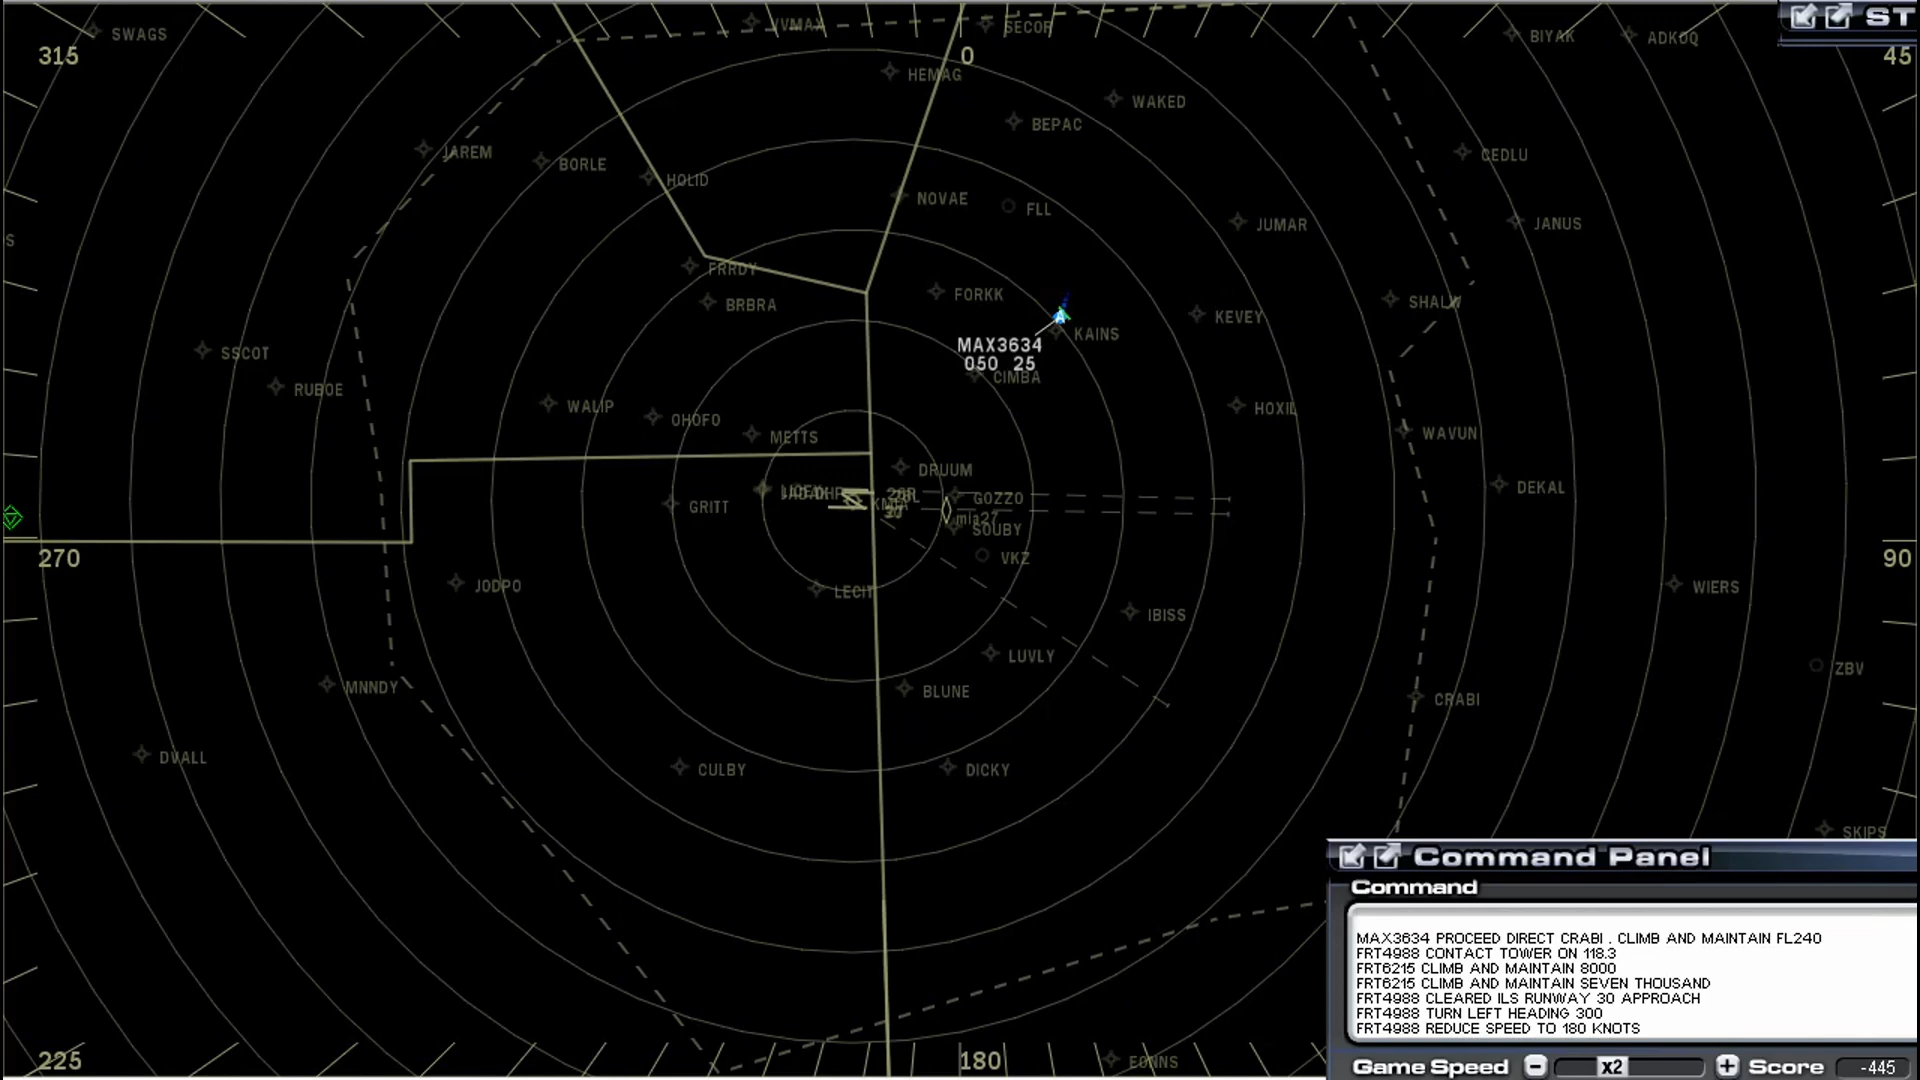 SWAGS
VVMAX
SECOR
BIYAK
ADKOQ
ST
315
0
45
HEMAG
WAKED
BEPAC
JAREM
BORLE
HOLID
CEDLU
NOVAE
FLL
JUMAR
JANUS
S
FRRDY
BRBRA
FORKK
KEVEY
SHALW
KAINS
MAX3634
050 25
CIMBA
SSCOT
RUBOE
WALIP
OHOFO
METTS
HOXIL
WAVUN
DRUUM
DEKAL
GRITT
GOZZO
mia27
SOUBY
270
VKZ
90
JODPO
LECIT
IBISS
WIERS
LUVLY
ZBV
MNNDY
BLUNE
CRABI
DVALL
CULBY
DICKY
SKIPS
225
180
EONNS
Command Panel
Command
MAX3634 PROCEED DIRECT CRABI . CLIMB AND MAINTAIN FL240
FRT4988 CONTACT TOWER ON 118.3
FRT6215 CLIMB AND MAINTAIN 8000
FRT6215 CLIMB AND MAINTAIN SEVEN THOUSAND
FRT4988 CLEARED ILS RUNWAY 30 APPROACH
FRT4988 TURN LEFT HEADING 300
FRT4988 REDUCE SPEED TO 180 KNOTS
Game Speed x2 Score -445